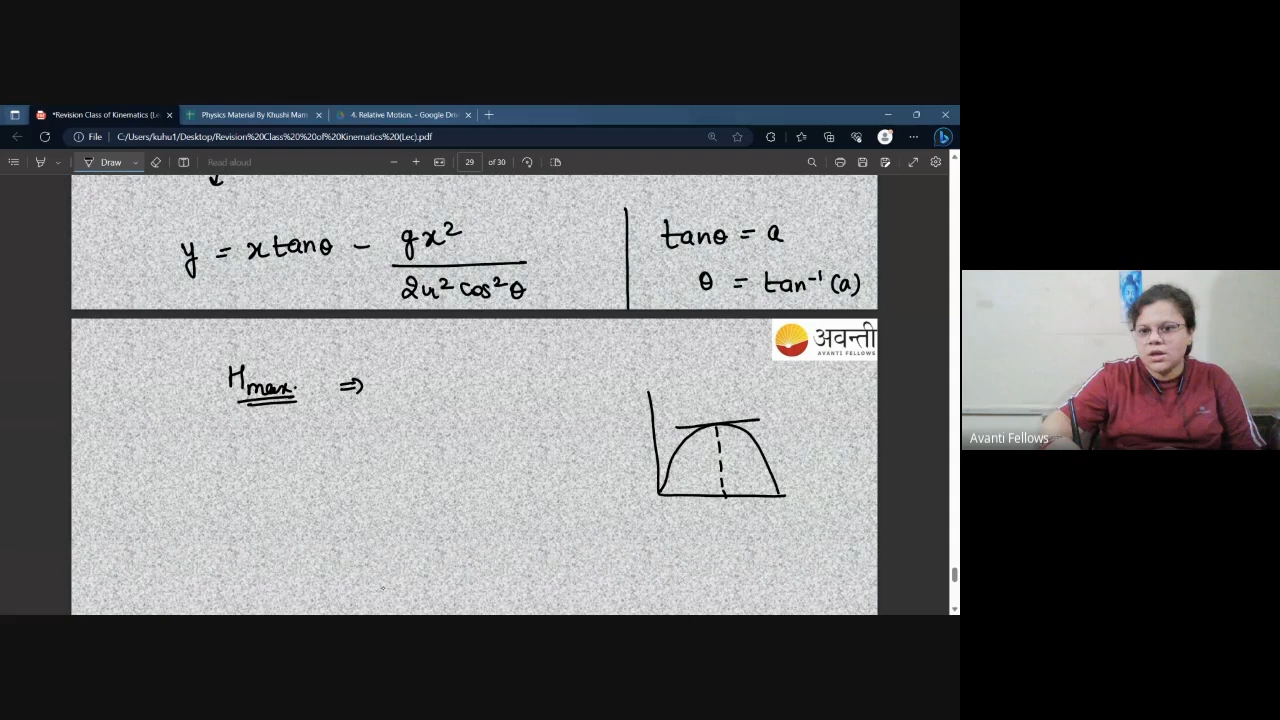 *Revision Class of Kinematics (Le
Physics Material By Khushi Mam
4. Relative Motion. - Google Dri
File
C:/Users/kuhu1/Desktop/Revision%20Class%20%20of%20Kinematics%20(Lec).pdf
Draw
Read aloud
29
of 30
y = x tanθ − gx² / 2u² cos²θ
tanθ = a
θ = tan⁻¹ (a)
अवन्ती
AVANTI FELLOWS
Hmax. ⇒
Avanti Fellows